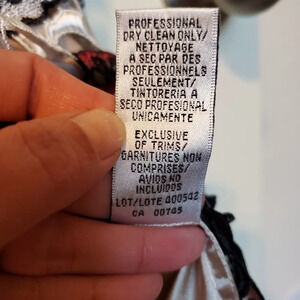 PROFESSIONAL
DRY CLEAN ONLY/
NETTOYAGE
A SEC PAR DES
PROFESSIONNELS
SEULEMENT/
TINTORERIA A
SECO PROFESIONAL
UNICAMENTE
EXCLUSIVE
OF TRIMS/
GARNITURES NON
COMPRISES/
AVIOS NO
INCLUIDOS
LOT/LOTE 400542
CA 00745